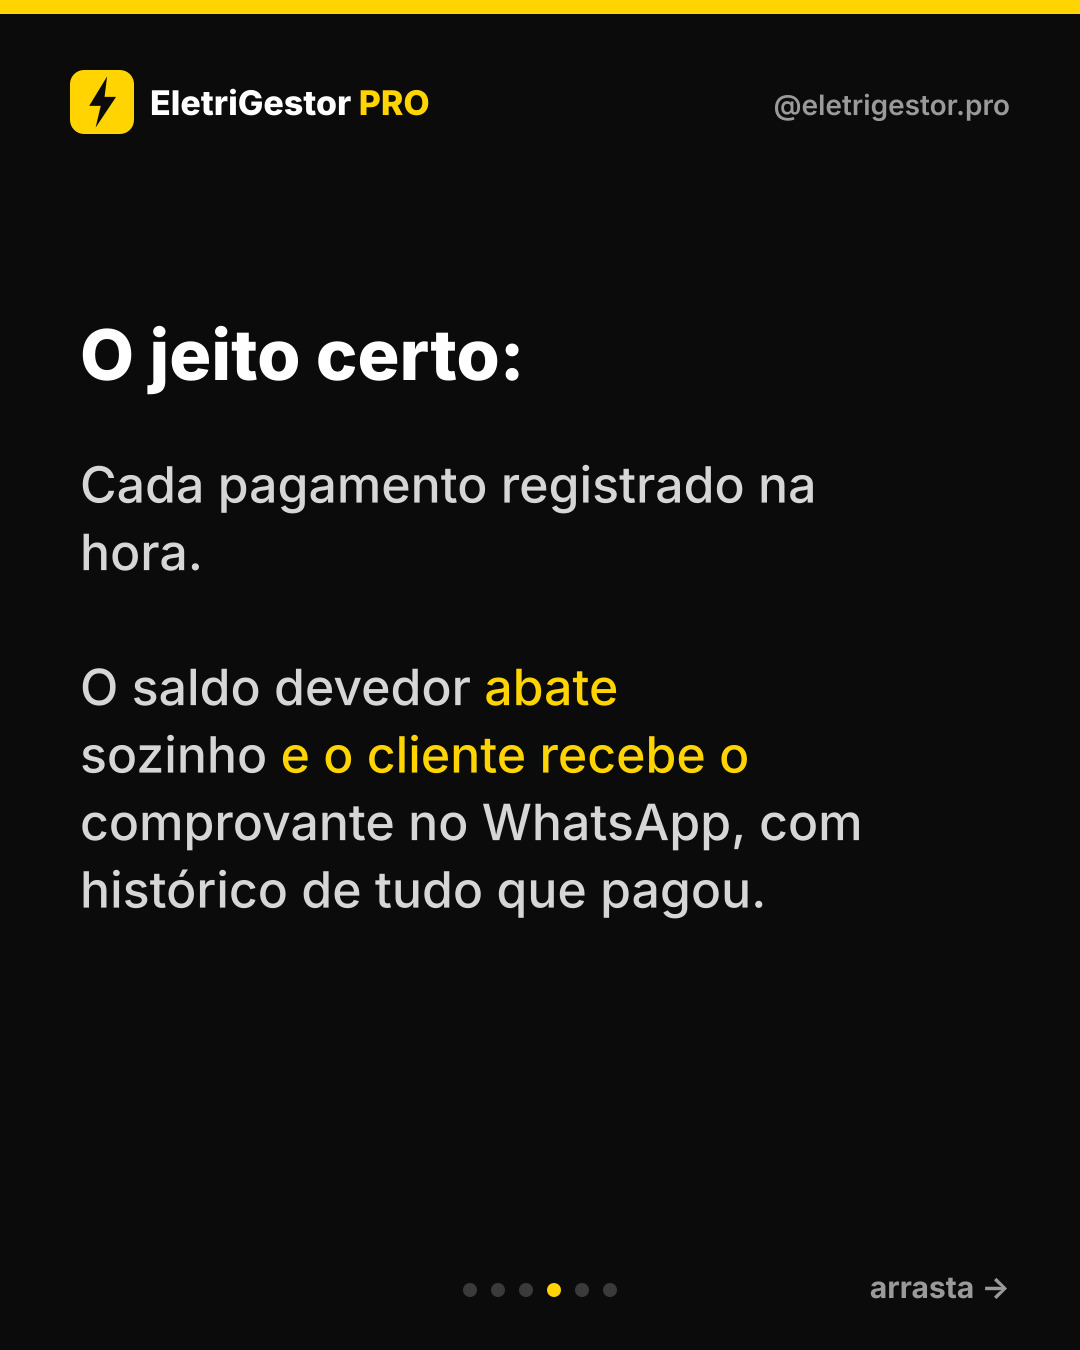 EletriGestor PRO
@eletrigestor.pro
O jeito certo:
Cada pagamento registrado na
hora.
O saldo devedor abate
sozinho e o cliente recebe o
comprovante no WhatsApp, com
histórico de tudo que pagou.
arrasta →